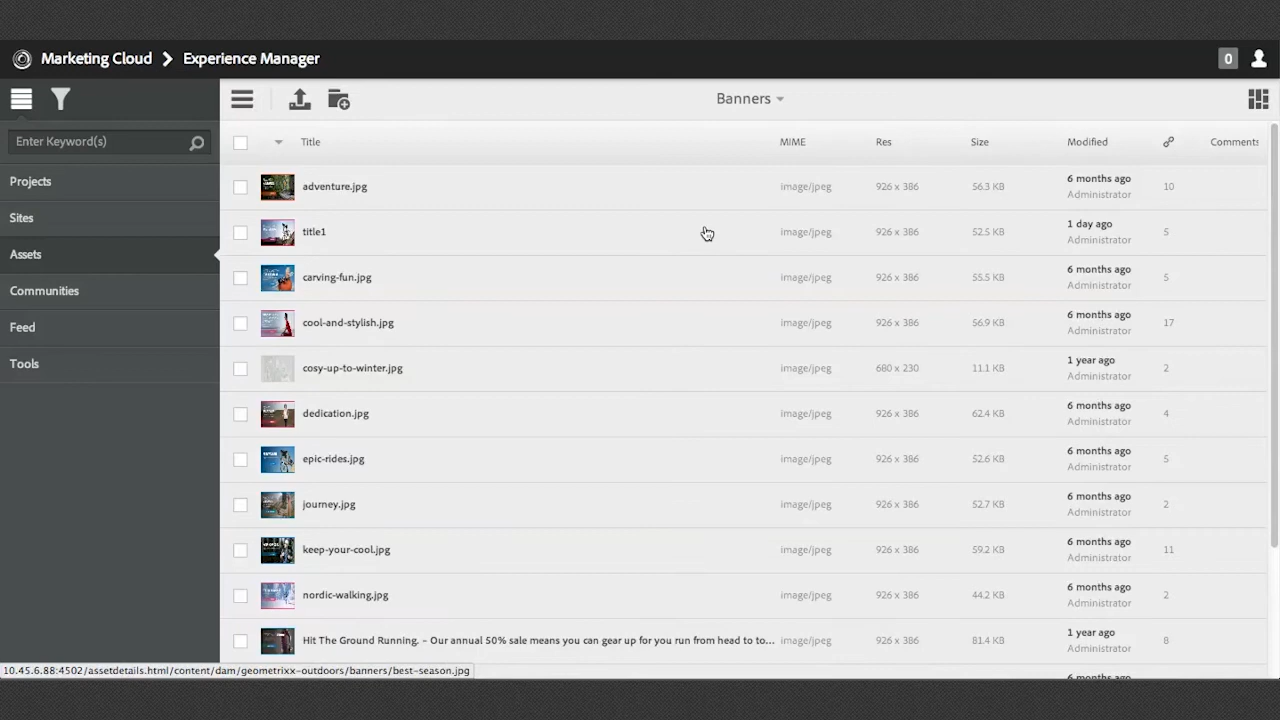 Marketing Cloud > Experience Manager 0
Banners
Enter Keyword(s)
Title MIME Res Size Modified Comments
Projects
Sites
Assets
Communities
Feed
Tools
adventure.jpg image/jpeg 926 x 386 56.3 KB 6 months ago 10
Administrator
title1 image/jpeg 926 x 386 52.5 KB 1 day ago 5
Administrator
carving-fun.jpg image/jpeg 926 x 386 55.5 KB 6 months ago 5
Administrator
cool-and-stylish.jpg image/jpeg 926 x 386 56.9 KB 6 months ago 17
Administrator
cosy-up-to-winter.jpg image/jpeg 680 x 230 11.1 KB 1 year ago 2
Administrator
dedication.jpg image/jpeg 926 x 386 62.4 KB 6 months ago 4
Administrator
epic-rides.jpg image/jpeg 926 x 386 52.6 KB 6 months ago 5
Administrator
journey.jpg image/jpeg 926 x 386 52.7 KB 6 months ago 2
Administrator
keep-your-cool.jpg image/jpeg 926 x 386 59.2 KB 6 months ago 11
Administrator
nordic-walking.jpg image/jpeg 926 x 386 44.2 KB 6 months ago 2
Administrator
Hit The Ground Running. - Our annual 50% sale means you can gear up for you run from head to to... image/jpeg 926 x 386 81.4 KB 1 year ago 8
Administrator
10.45.6.88:4502/assetdetails.html/content/dam/geometrixx-outdoors/banners/best-season.jpg
6 months ago